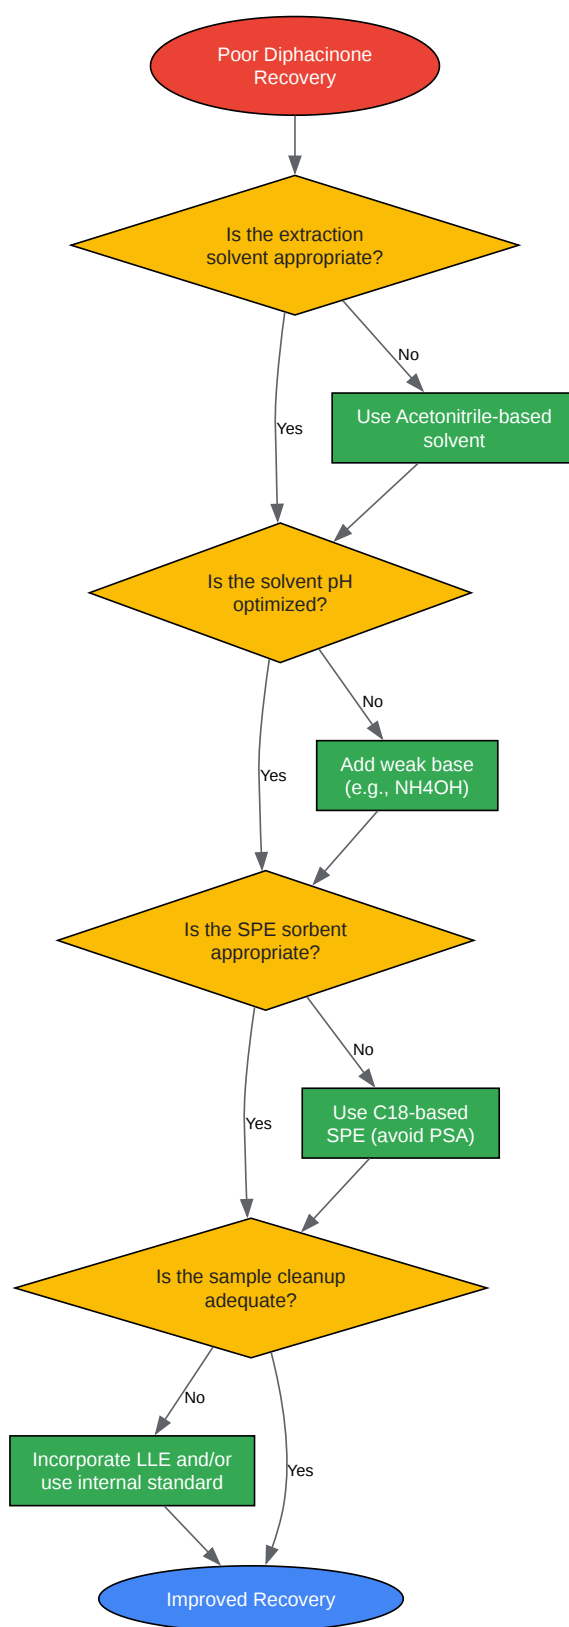 Poor Diphacinone
Recovery
Is the extraction
solvent appropriate?
No
Use Acetonitrile-based
solvent
Yes
Is the solvent pH
optimized?
No
Add weak base
(e.g., NH4OH)
Yes
Is the SPE sorbent
appropriate?
No
Use C18-based
SPE (avoid PSA)
Yes
Is the sample cleanup
adequate?
No
Incorporate LLE and/or
use internal standard
Yes
Improved Recovery